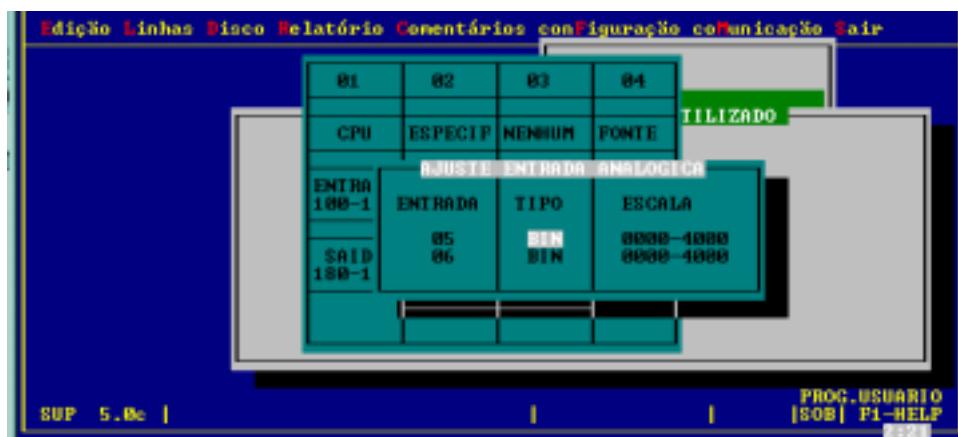 Edição Linhas Disco Relatório Comentários conFiguração coMunicação Sair
01 02 03 04
TILIZADO
CPU ESPECIF NENHUM FONTE
AJUSTE ENTRADA ANALOGICA
ENTRA
100-1
ENTRADA TIPO ESCALA
05 BIN 0000-4000
06 BIN 0000-4000
SAID
180-1
PROG.USUARIO
SUP 5.0c | | | |SOB| F1-HELP